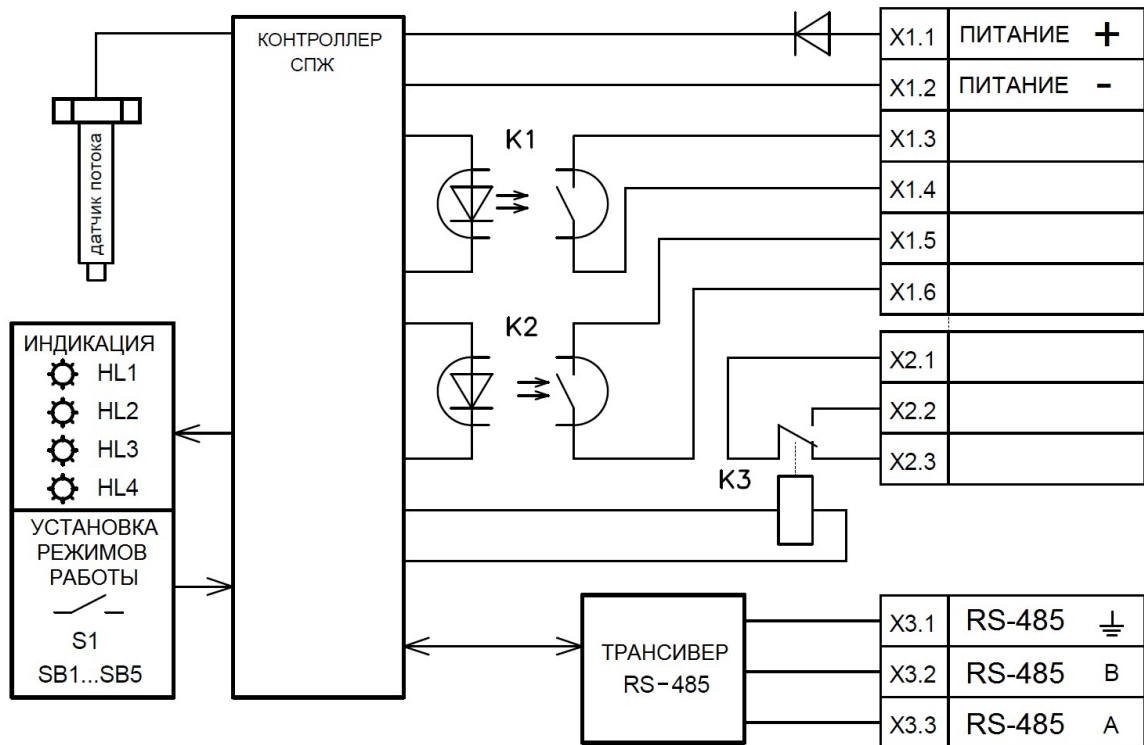 КОНТРОЛЛЕР
СПЖ
датчик потока
ИНДИКАЦИЯ
HL1
HL2
HL3
HL4
УСТАНОВКА
РЕЖИМОВ
РАБОТЫ
S1
SB1...SB5
K1
K2
K3
ТРАНСИВЕР
RS-485
X1.1 ПИТАНИЕ +
X1.2 ПИТАНИЕ -
X1.3
X1.4
X1.5
X1.6
X2.1
X2.2
X2.3
X3.1 RS-485
X3.2 RS-485 B
X3.3 RS-485 A